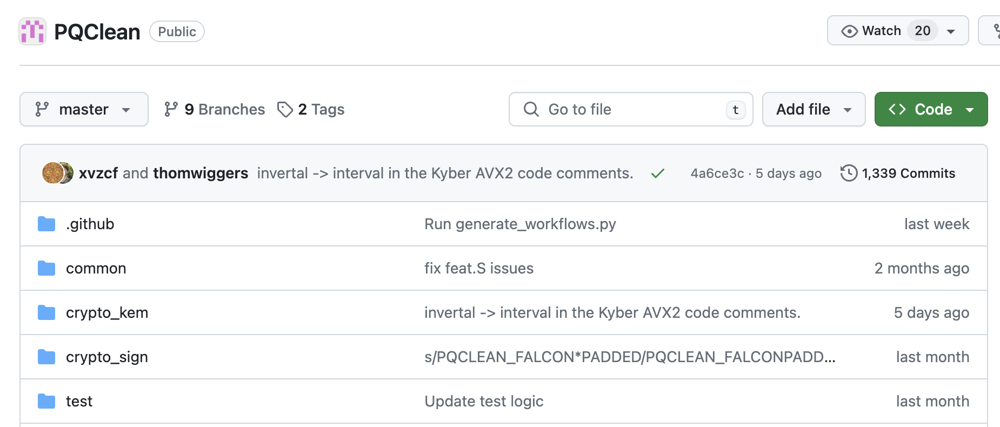 PQClean Public Watch 20
master 9 Branches 2 Tags Go to file t Add file Code
xvzcf and thomwiggers invertal -> interval in the Kyber AVX2 code comments. 4a6ce3c · 5 days ago 1,339 Commits
.github Run generate_workflows.py last week
common fix feat.S issues 2 months ago
crypto_kem invertal -> interval in the Kyber AVX2 code comments. 5 days ago
crypto_sign s/PQCLEAN_FALCON*PADDED/PQCLEAN_FALCONPADD... last month
test Update test logic last month